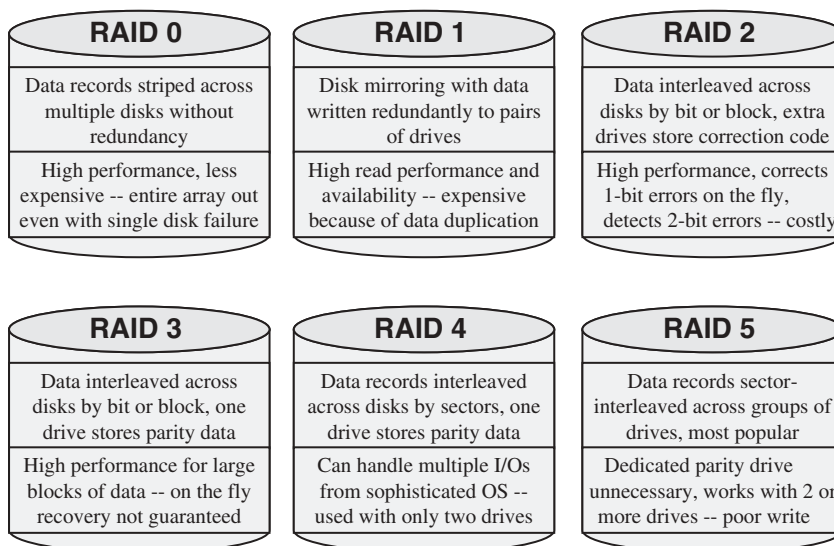 RAID 0
Data records striped across
multiple disks without
redundancy
High performance, less
expensive -- entire array out
even with single disk failure
RAID 1
Disk mirroring with data
written redundantly to pairs
of drives
High read performance and
availability -- expensive
because of data duplication
RAID 2
Data interleaved across
disks by bit or block, extra
drives store correction code
High performance, corrects
1-bit errors on the fly,
detects 2-bit errors -- costly
RAID 3
Data interleaved across
disks by bit or block, one
drive stores parity data
High performance for large
blocks of data -- on the fly
recovery not guaranteed
RAID 4
Data records interleaved
across disks by sectors, one
drive stores parity data
Can handle multiple I/Os
from sophisticated OS --
used with only two drives
RAID 5
Data records sector-
interleaved across groups of
drives, most popular
Dedicated parity drive
unnecessary, works with 2 or
more drives -- poor write